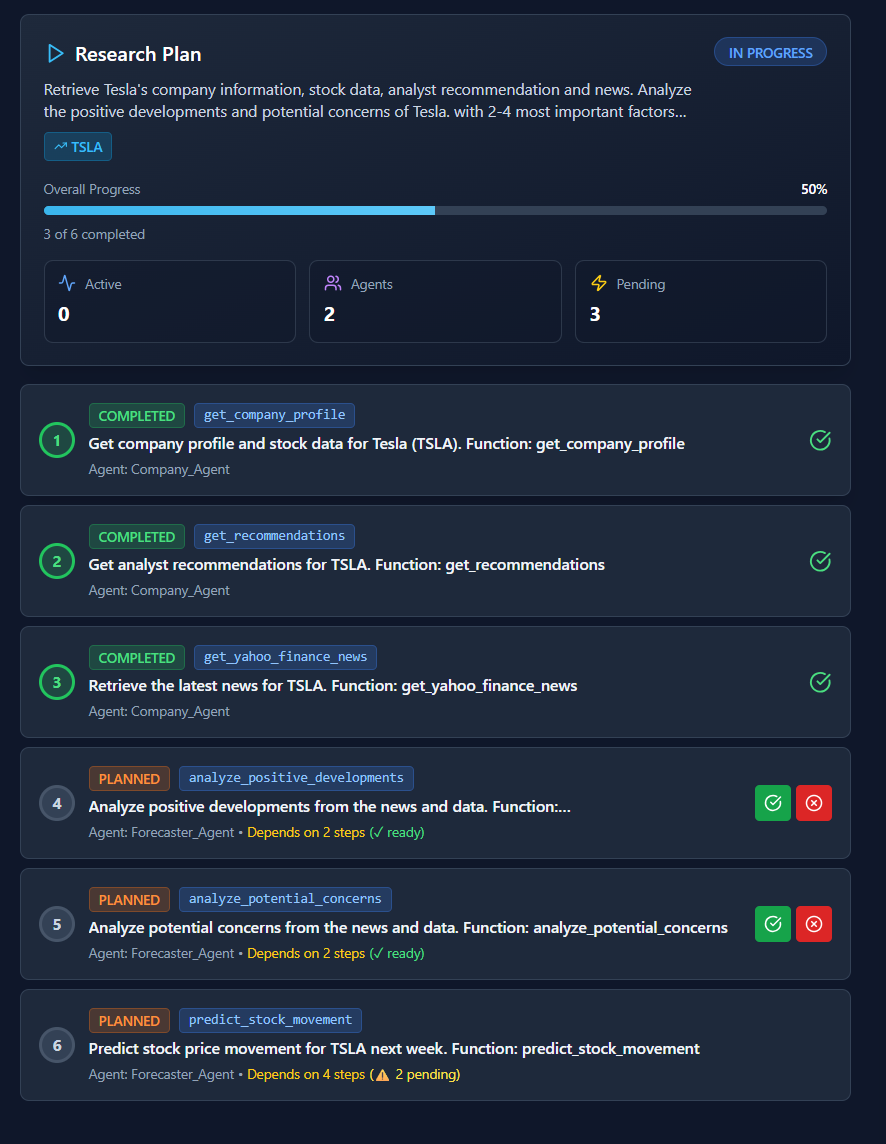 Research Plan
IN PROGRESS
Retrieve Tesla's company information, stock data, analyst recommendation and news. Analyze
the positive developments and potential concerns of Tesla. with 2-4 most important factors...
TSLA
Overall Progress
50%
3 of 6 completed
Active
0
Agents
2
Pending
3
1
COMPLETED
get_company_profile
Get company profile and stock data for Tesla (TSLA). Function: get_company_profile
Agent: Company_Agent
2
COMPLETED
get_recommendations
Get analyst recommendations for TSLA. Function: get_recommendations
Agent: Company_Agent
3
COMPLETED
get_yahoo_finance_news
Retrieve the latest news for TSLA. Function: get_yahoo_finance_news
Agent: Company_Agent
4
PLANNED
analyze_positive_developments
Analyze positive developments from the news and data. Function:...
Agent: Forecaster_Agent • Depends on 2 steps (✓ ready)
5
PLANNED
analyze_potential_concerns
Analyze potential concerns from the news and data. Function: analyze_potential_concerns
Agent: Forecaster_Agent • Depends on 2 steps (✓ ready)
6
PLANNED
predict_stock_movement
Predict stock price movement for TSLA next week. Function: predict_stock_movement
Agent: Forecaster_Agent • Depends on 4 steps (⚠ 2 pending)